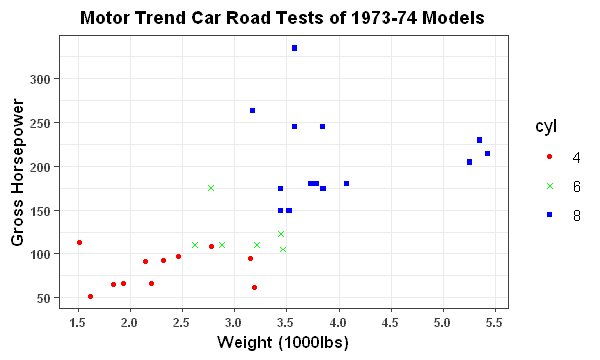 Motor Trend Car Road Tests of 1973-74 Models
Gross Horsepower
300
250
200
150
100
50
1.5 2.0 2.5 3.0 3.5 4.0 4.5 5.0 5.5
Weight (1000lbs)
cyl
4
6
8